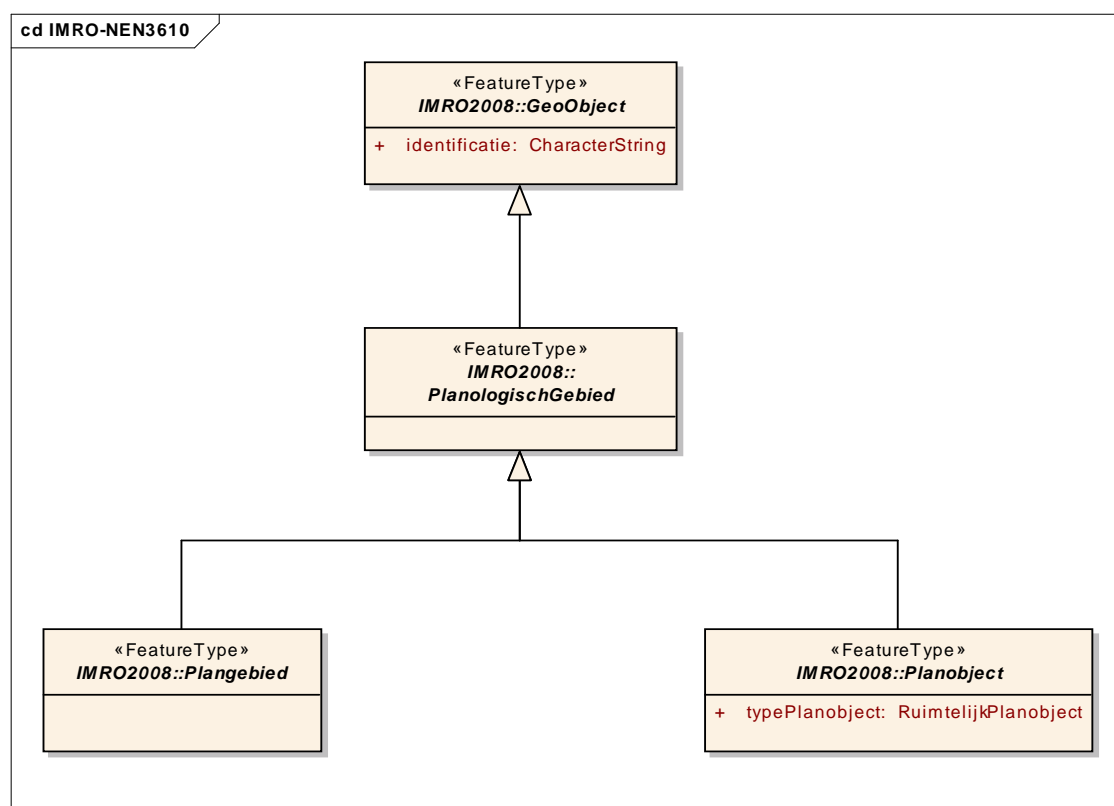 cd IMRO-NEN3610
«FeatureType»
IMRO2008::GeoObject
+ identificatie: CharacterString
«FeatureType»
IMRO2008::
PlanologischGebied
«FeatureType»
IMRO2008::Plangebied
«FeatureType»
IMRO2008::Planobject
+ typePlanobject: RuimtelijkPlanobject